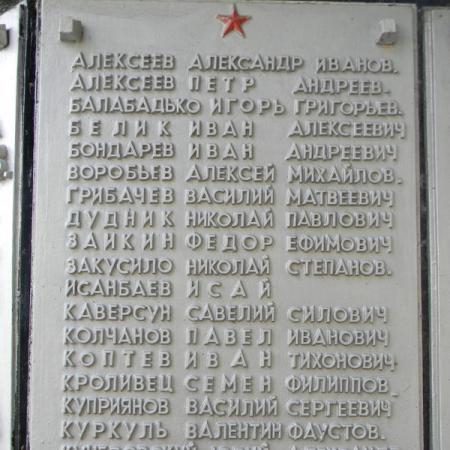 АЛЕКСЕЕВ АЛЕКСАНДР ИВАНОВ.
АЛЕКСЕЕВ ПЕТР АНДРЕЕВ.
БАЛАБАДЬКО ИГОРЬ ГРИГОРЬЕВ.
БЕЛИК ИВАН АЛЕКСЕЕВИЧ
БОНДАРЕВ ИВАН АНДРЕЕВИЧ
ВОРОБЬЕВ АЛЕКСЕЙ МИХАЙЛОВ.
ГРИБАЧЕВ ВАСИЛИЙ МАТВЕЕВИЧ
ДУДНИК НИКОЛАЙ ПАВЛОВИЧ
ЗАИКИН ФЕДОР ЕФИМОВИЧ
ЗАКУСИЛО НИКОЛАЙ СТЕПАНОВ.
ИСАНБАЕВ ИСАЙ
КАВЕРСУН САВЕЛИЙ СИЛОВИЧ
КОЛЧАНОВ ПАВЕЛ ИВАНОВИЧ
КОПТЕВ ИВАН ТИХОНОВИЧ
КРОЛИВЕЦ СЕМЕН ФИЛИППОВ.
КУПРИЯНОВ ВАСИЛИЙ СЕРГЕЕВИЧ
КУРКУЛЬ ВАЛЕНТИН ФАУСТОВ.